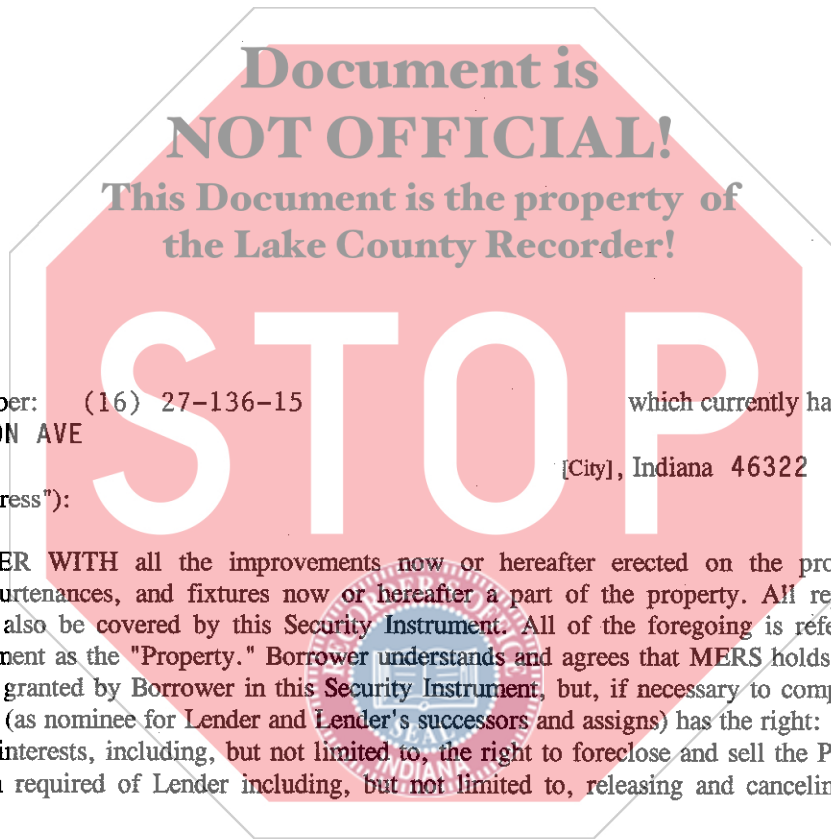 Document is
NOT OFFICIAL!
This Document is the property of
the Lake County Recorder!
STOP
(16) 27-136-15 which currently
AVE
[City], Indiana 46322
WITH all the improvements now or hereafter erected on the
and fixtures now or hereafter a part of the property. All
also be covered by this Security Instrument. All of the foregoing is
as the "Property." Borrower understands and agrees that MERS holds
granted by Borrower in this Security Instrument, but, if necessary to
(as nominee for Lender and Lender's successors and assigns) has the right:
interests, including, but not limited to, the right to foreclose and sell the
required of Lender including, but not limited to, releasing and
RECORDER'S OFFICE
SEAL
INDIANA